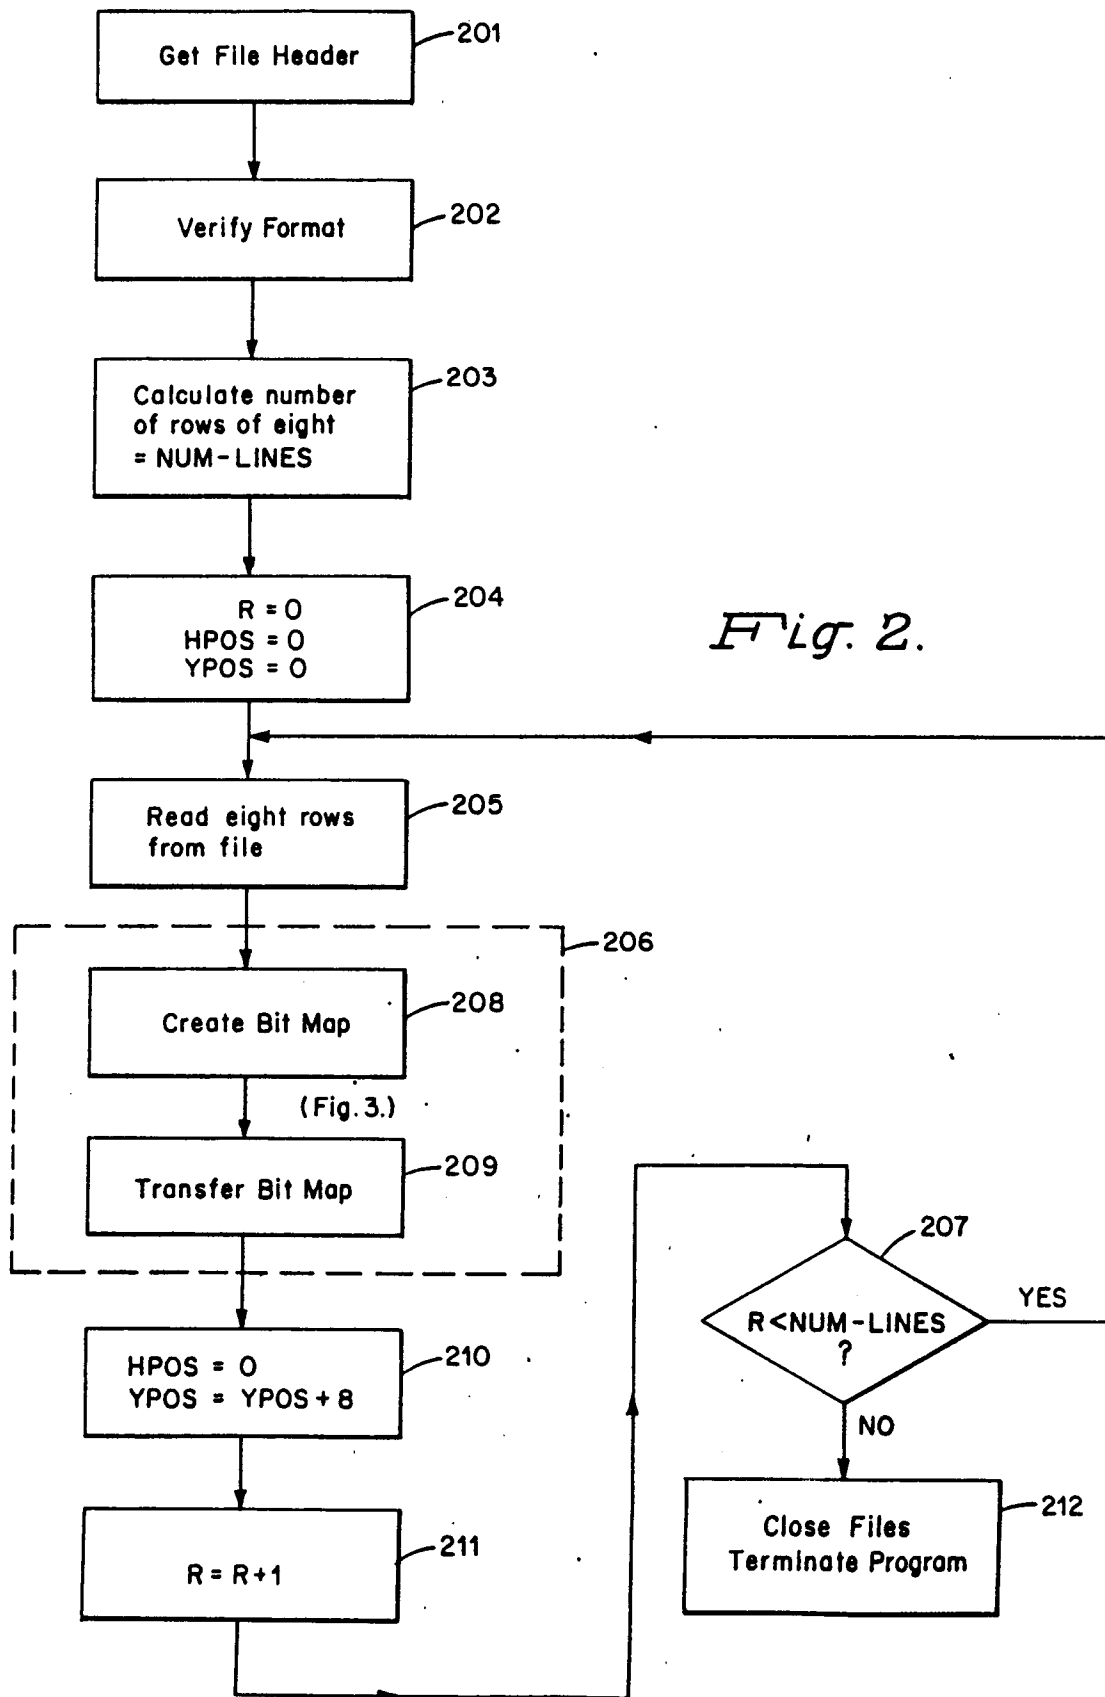 Get File Header
201
Verify Format
202
Calculate number
of rows of eight
= NUM-LINES
203
R = 0
HPOS = 0
YPOS = 0
204
Fig. 2.
Read eight rows
from file
205
206
Create Bit Map
208
(Fig. 3.)
Transfer Bit Map
209
HPOS = 0
YPOS = YPOS + 8
210
R = R+1
211
207
R<NUM-LINES
?
YES
NO
Close Files
Terminate Program
212